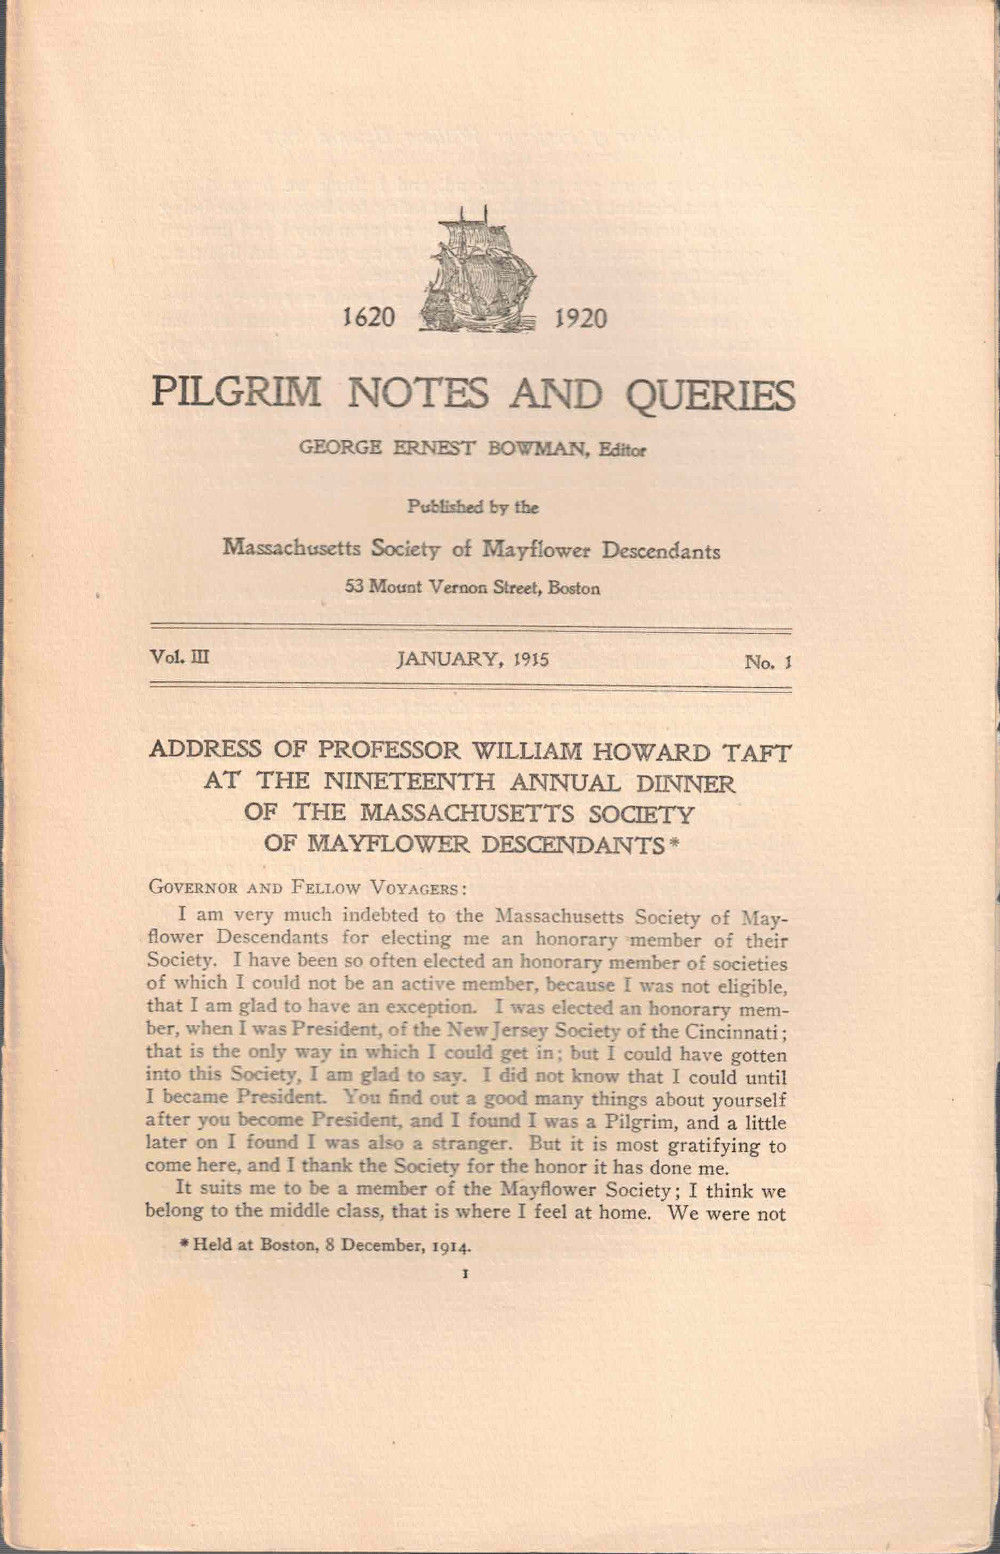 1620 1920
PILGRIM NOTES AND QUERIES
GEORGE ERNEST BOWMAN, Editor
Published by the
Massachusetts Society of Mayflower Descendants
53 Mount Vernon Street, Boston
Vol. III JANUARY, 1915 No. 1
ADDRESS OF PROFESSOR WILLIAM HOWARD TAFT
AT THE NINETEENTH ANNUAL DINNER
OF THE MASSACHUSETTS SOCIETY
OF MAYFLOWER DESCENDANTS*
GOVERNOR AND FELLOW VOYAGERS:
I am very much indebted to the Massachusetts Society of May-
flower Descendants for electing me an honorary member of their
Society. I have been so often elected an honorary member of societies
of which I could not be an active member, because I was not eligible,
that I am glad to have an exception. I was elected an honorary mem-
ber, when I was President, of the New Jersey Society of the Cincinnati;
that is the only way in which I could get in; but I could have gotten
into this Society, I am glad to say. I did not know that I could until
I became President. You find out a good many things about yourself
after you become President, and I found I was a Pilgrim, and a little
later on I found I was also a stranger. But it is most gratifying to
come here, and I thank the Society for the honor it has done me.
It suits me to be a member of the Mayflower Society; I think we
belong to the middle class, that is where I feel at home. We were not
*Held at Boston, 8 December, 1914.
1